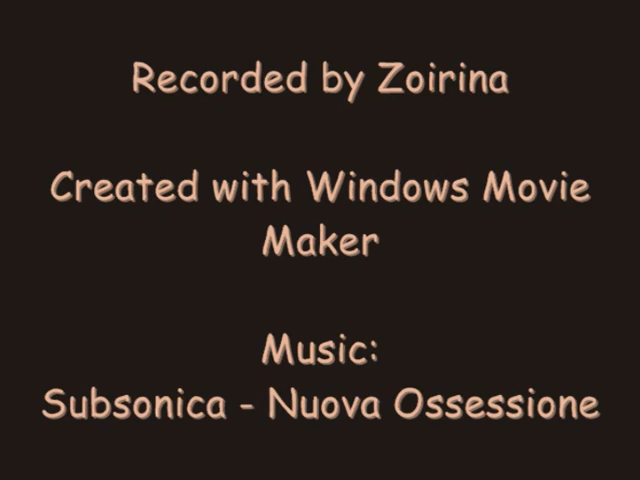 Recorded by Zoirina
Created with Windows Movie
Maker
Music:
Subsonica - Nuova Ossessione